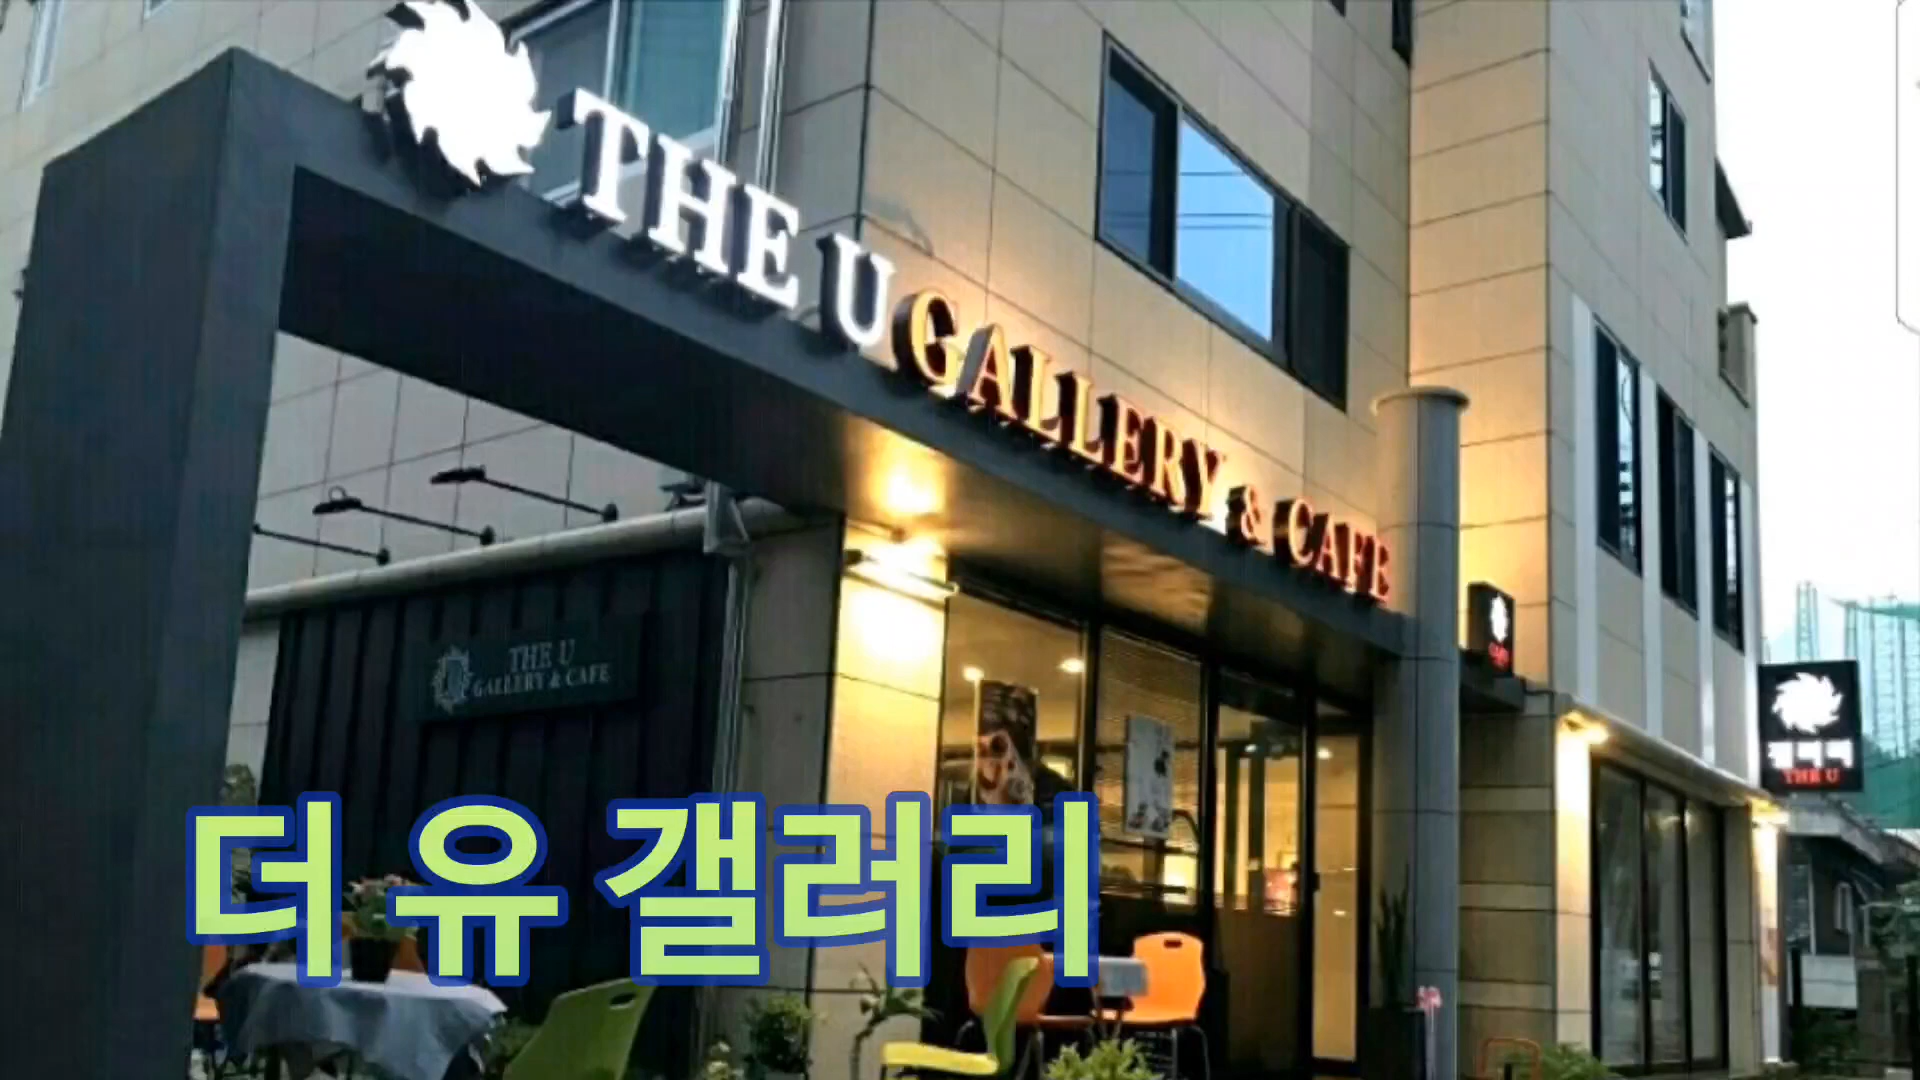 THE U GALLERY & CAFE
THE U
GALLERY & CAFE
THE U
더 유 갤러리